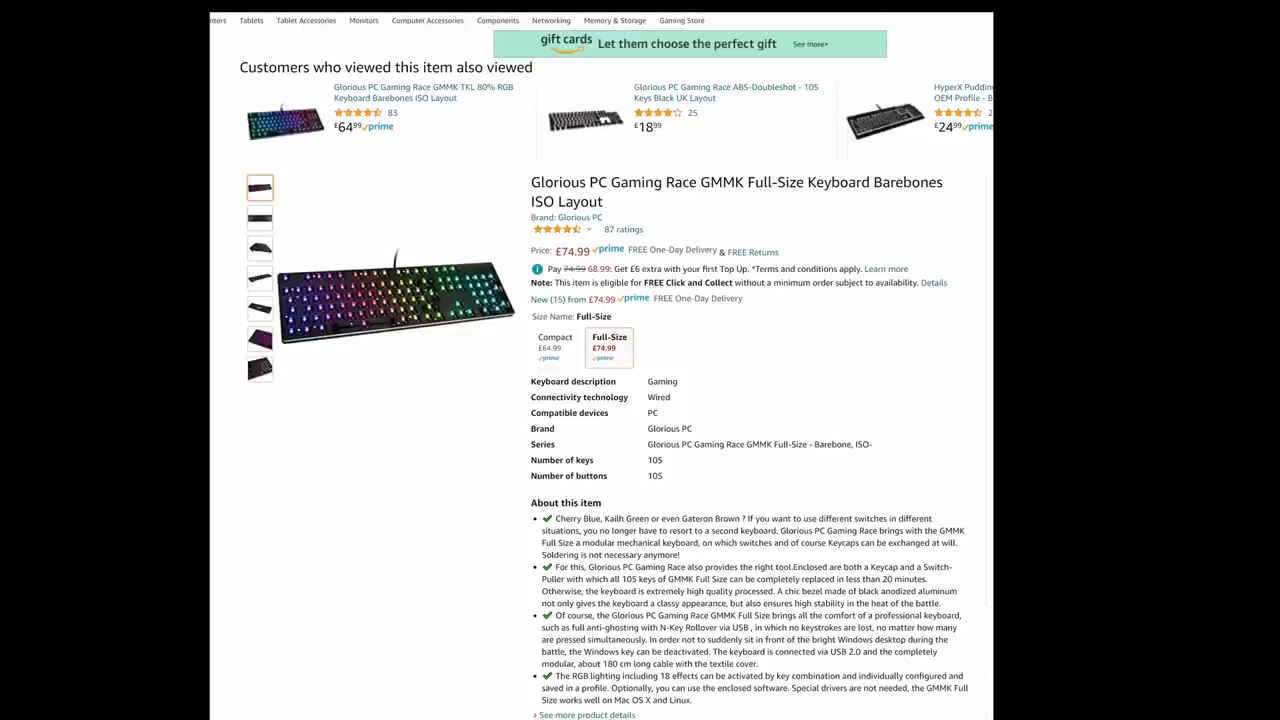 Tablets Tablet Accessories Monitors Computer Accessories Components Networking Memory & Storage Gaming Store
gift cards Let them choose the perfect gift See more▸
Customers who viewed this item also viewed
Glorious PC Gaming Race GMMK TKL 80% RGB
Keyboard Barebones ISO Layout
83
£64.99 prime
Glorious PC Gaming Race ABS-Doubleshot - 105
Keys Black UK Layout
25
£18.99
HyperX Puddin
OEM Profile - B
£24.99 prime
Glorious PC Gaming Race GMMK Full-Size Keyboard Barebones
ISO Layout
Brand: Glorious PC
87 ratings
Price: £74.99 prime FREE One-Day Delivery & FREE Returns
i Pay 74.99 68.99: Get £6 extra with your first Top Up. *Terms and conditions apply. Learn more
Note: This item is eligible for FREE Click and Collect without a minimum order subject to availability. Details
New (15) from £74.99 prime FREE One-Day Delivery
Size Name: Full-Size
Compact
£64.99
prime
Full-Size
£74.99
prime
Keyboard description Gaming
Connectivity technology Wired
Compatible devices PC
Brand Glorious PC
Series Glorious PC Gaming Race GMMK Full-Size - Barebone, ISO-
Number of keys 105
Number of buttons 105
About this item
• ✔ Cherry Blue, Kailh Green or even Gateron Brown ? If you want to use different switches in different
situations, you no longer have to resort to a second keyboard. Glorious PC Gaming Race brings with the GMMK
Full Size a modular mechanical keyboard, on which switches and of course Keycaps can be exchanged at will.
Soldering is not necessary anymore!
• ✔ For this, Glorious PC Gaming Race also provides the right tool.Enclosed are both a Keycap and a Switch-
Puller with which all 105 keys of GMMK Full Size can be completely replaced in less than 20 minutes.
Otherwise, the keyboard is extremely high quality processed. A chic bezel made of black anodized aluminum
not only gives the keyboard a classy appearance, but also ensures high stability in the heat of the battle.
• ✔ Of course, the Glorious PC Gaming Race GMMK Full Size brings all the comfort of a professional keyboard,
such as full anti-ghosting with N-Key Rollover via USB , in which no keystrokes are lost, no matter how many
are pressed simultaneously. In order not to suddenly sit in front of the bright Windows desktop during the
battle, the Windows key can be deactivated. The keyboard is connected via USB 2.0 and the completely
modular, about 180 cm long cable with the textile cover.
• ✔ The RGB lighting including 18 effects can be activated by key combination and individually configured and
saved in a profile. Optionally, you can use the enclosed software. Special drivers are not needed, the GMMK Full
Size works well on Mac OS X and Linux.
› See more product details